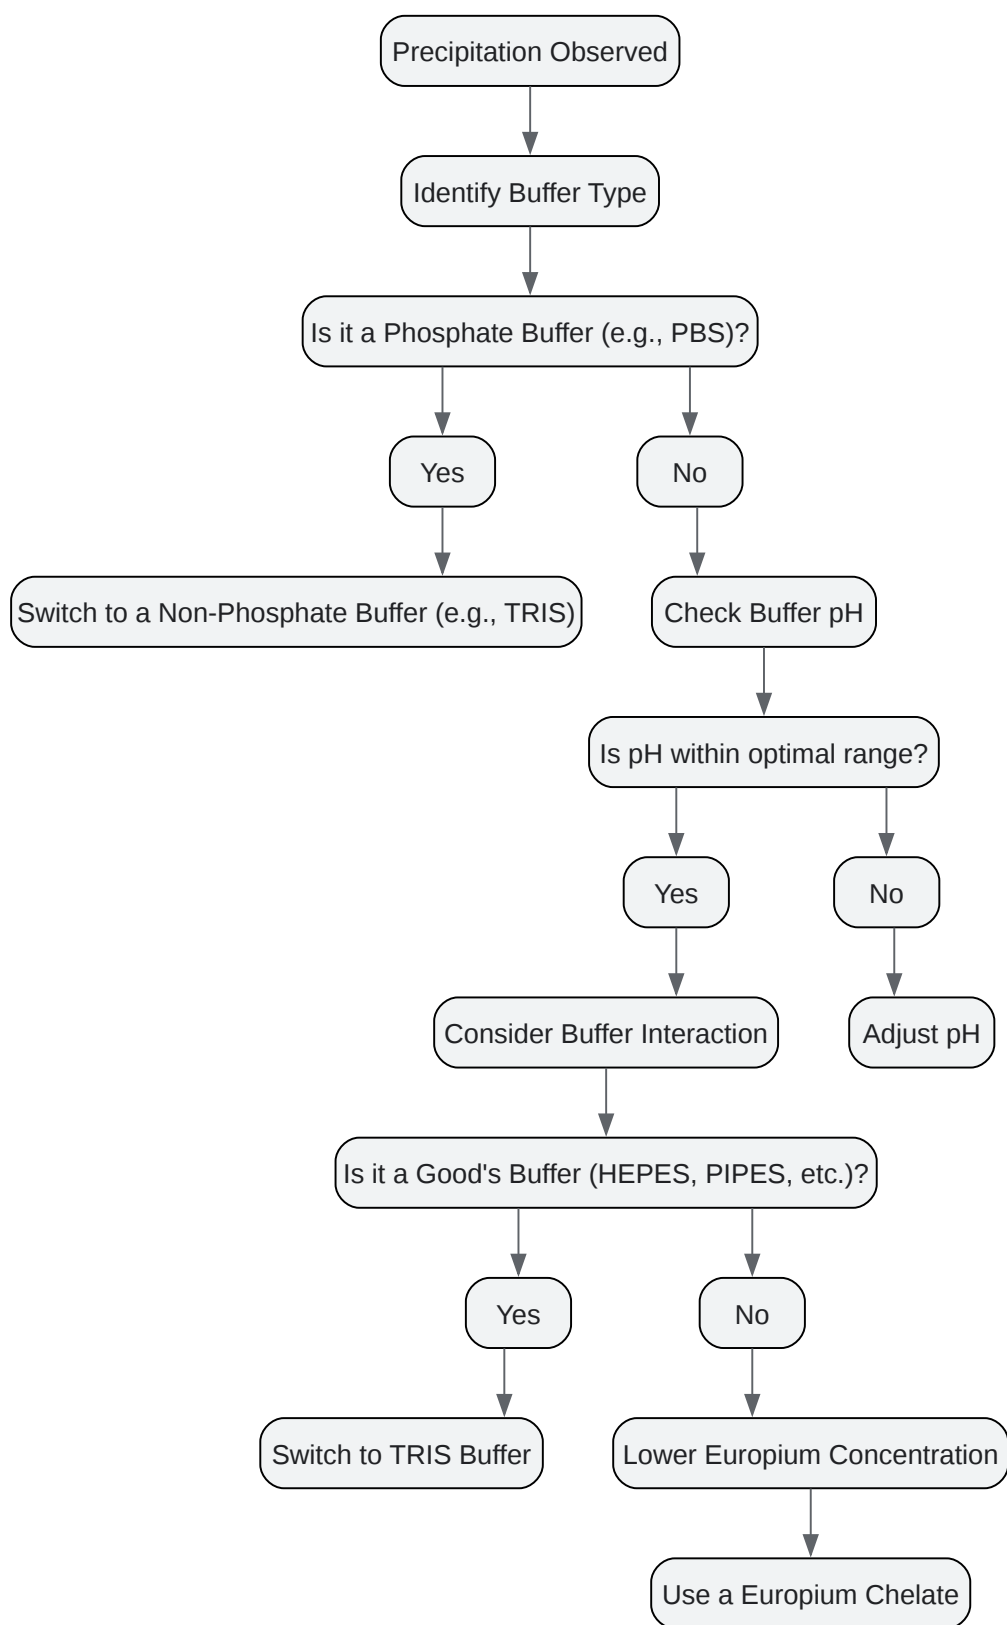 Precipitation Observed
Identify Buffer Type
Is it a Phosphate Buffer (e.g., PBS)?
Yes
No
Switch to a Non-Phosphate Buffer (e.g., TRIS)
Check Buffer pH
Is pH within optimal range?
Yes
No
Consider Buffer Interaction
Adjust pH
Is it a Good's Buffer (HEPES, PIPES, etc.)?
Yes
No
Switch to TRIS Buffer
Lower Europium Concentration
Use a Europium Chelate